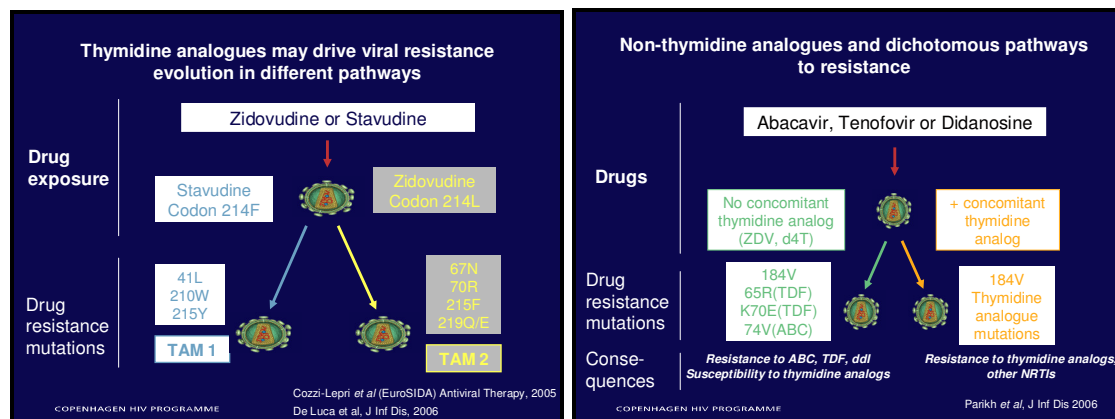 Thymidine analogues may drive viral resistance
evolution in different pathways
Zidovudine or Stavudine
Drug
exposure
Stavudine
Codon 214F
Zidovudine
Codon 214L
Drug
resistance
mutations
41L
210W
215Y
67N
70R
215F
219Q/E
TAM 1
TAM 2
Cozzi-Lepri et al (EuroSIDA) Antiviral Therapy, 2005
De Luca et al, J Inf Dis, 2006
COPENHAGEN HIV PROGRAMME
Non-thymidine analogues and dichotomous pathways
to resistance
Abacavir, Tenofovir or Didanosine
Drugs
No concomitant
thymidine analog
(ZDV, d4T)
+ concomitant
thymidine
analog
Drug
resistance
mutations
184V
65R(TDF)
K70E(TDF)
74V(ABC)
184V
Thymidine
analogue
mutations
Conse-
quences
Resistance to ABC, TDF, ddI
Susceptibility to thymidine analogs
Resistance to thymidine analogs,
other NRTIs
Parikh et al, J Inf Dis 2006
COPENHAGEN HIV PROGRAMME